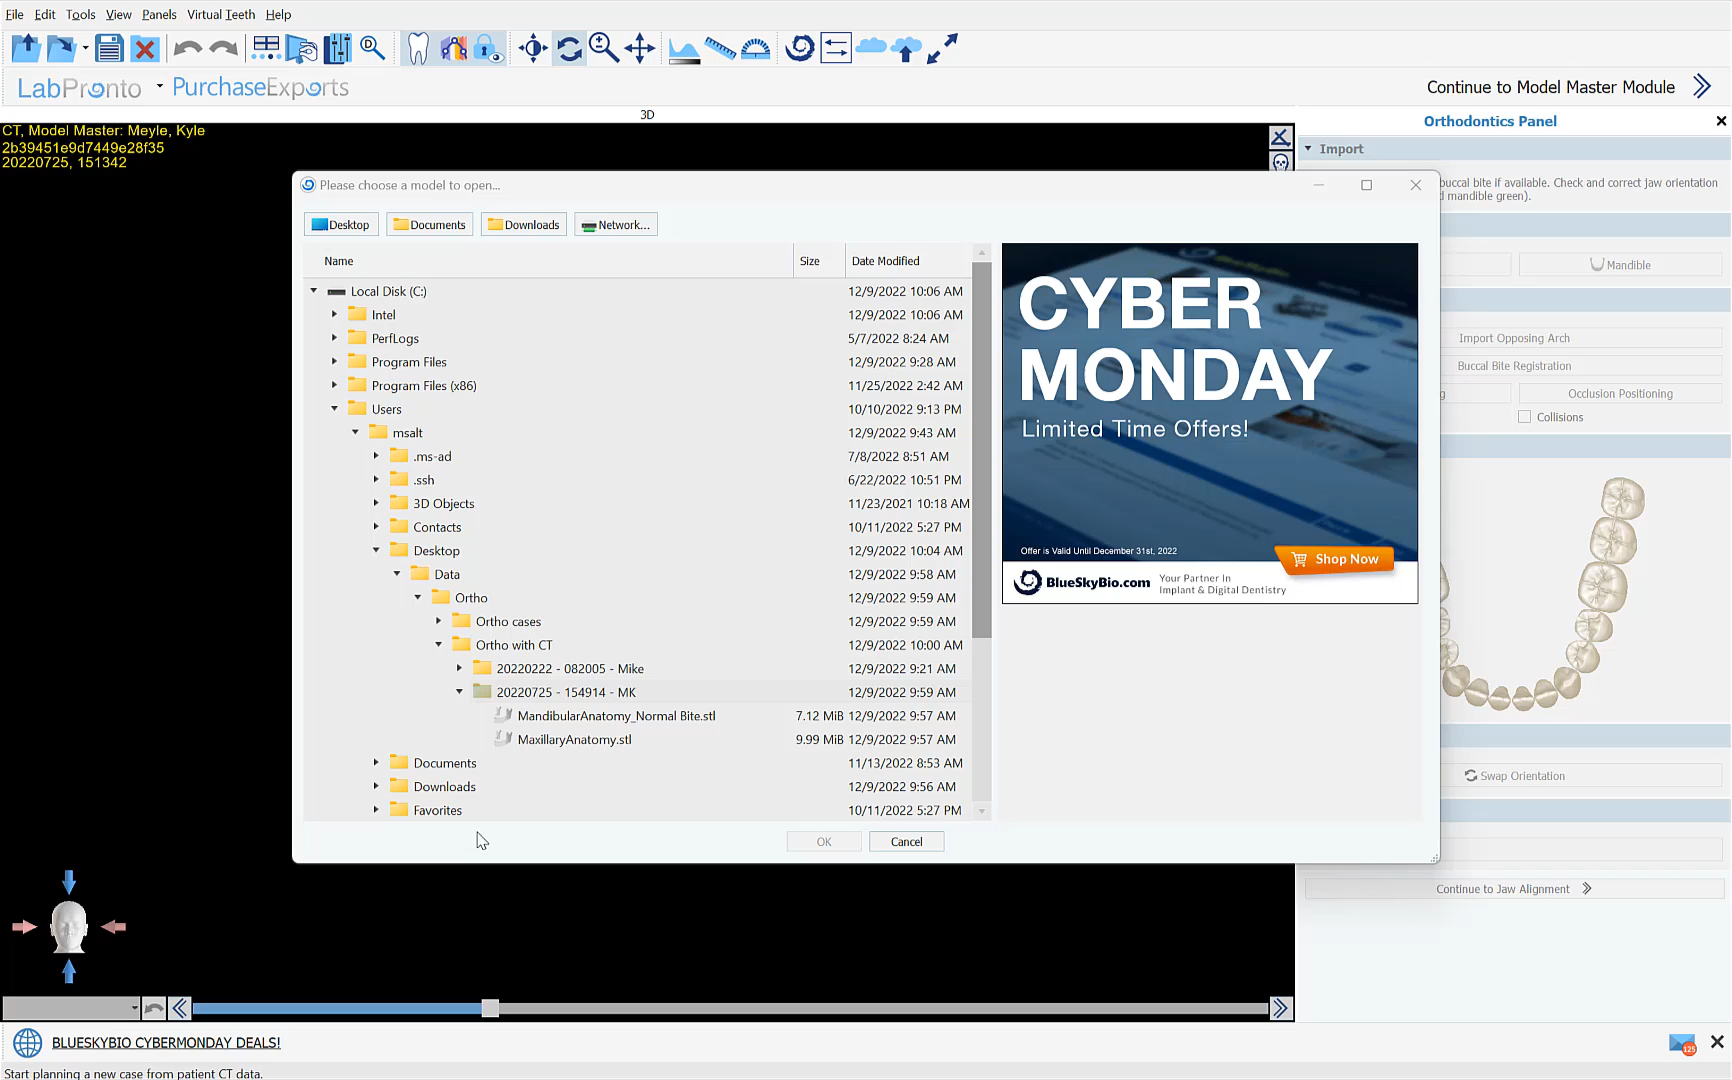 File Edit Tools View Panels Virtual Teeth Help
LabPronto PurchaseExports
Continue to Model Master Module
3D
Orthodontics Panel
CT, Model Master: Meyle, Kyle
2b39451e9d7449e28f35
20220725, 151342
Import
buccal bite if available. Check and correct jaw orientation
mandible green).
Please choose a model to open...
Desktop Documents Downloads Network...
Name Size Date Modified
Local Disk (C:) 12/9/2022 10:06 AM
Intel 12/9/2022 10:06 AM
PerfLogs 5/7/2022 8:24 AM
Program Files 12/9/2022 9:28 AM
Program Files (x86) 11/25/2022 2:42 AM
Users 10/10/2022 9:13 PM
msalt 12/9/2022 9:43 AM
.ms-ad 7/8/2022 8:51 AM
.ssh 6/22/2022 10:51 PM
3D Objects 11/23/2021 10:18 AM
Contacts 10/11/2022 5:27 PM
Desktop 12/9/2022 10:04 AM
Data 12/9/2022 9:58 AM
Ortho 12/9/2022 9:59 AM
Ortho cases 12/9/2022 9:59 AM
Ortho with CT 12/9/2022 10:00 AM
20220222 - 082005 - Mike 12/9/2022 9:21 AM
20220725 - 154914 - MK 12/9/2022 9:59 AM
MandibularAnatomy_Normal Bite.stl 7.12 MiB 12/9/2022 9:57 AM
MaxillaryAnatomy.stl 9.99 MiB 12/9/2022 9:57 AM
Documents 11/13/2022 8:53 AM
Downloads 12/9/2022 9:56 AM
Favorites 10/11/2022 5:27 PM
OK Cancel
CYBER
MONDAY
Limited Time Offers!
Offer is Valid Until December 31st, 2022
Shop Now
BlueSkyBio.com
Your Partner In
Implant & Digital Dentistry
Mandible
Import Opposing Arch
Buccal Bite Registration
g Occlusion Positioning
Collisions
Swap Orientation
Continue to Jaw Alignment
BLUESKYBIO CYBERMONDAY DEALS!
125
Start planning a new case from patient CT data.